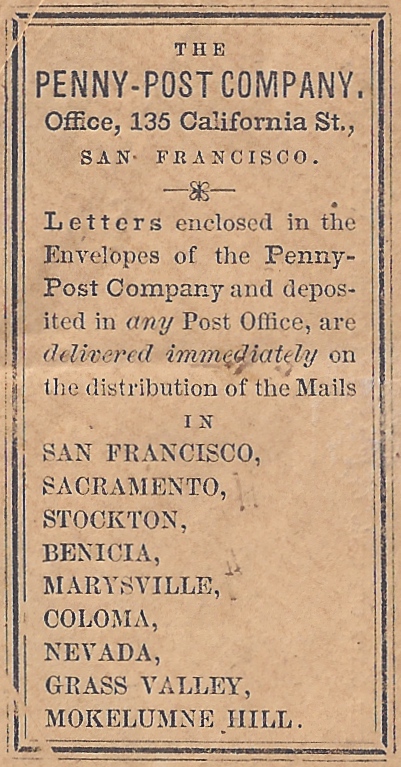 THE
PENNY-POST COMPANY.
Office, 135 California St.,
SAN FRANCISCO.
Letters enclosed in the
Envelopes of the Penny-
Post Company and depos-
ited in any Post Office, are
delivered immediately on
the distribution of the Mails
IN
SAN FRANCISCO,
SACRAMENTO,
STOCKTON,
BENICIA,
MARYSVILLE,
COLOMA,
NEVADA,
GRASS VALLEY,
MOKELUMNE HILL.